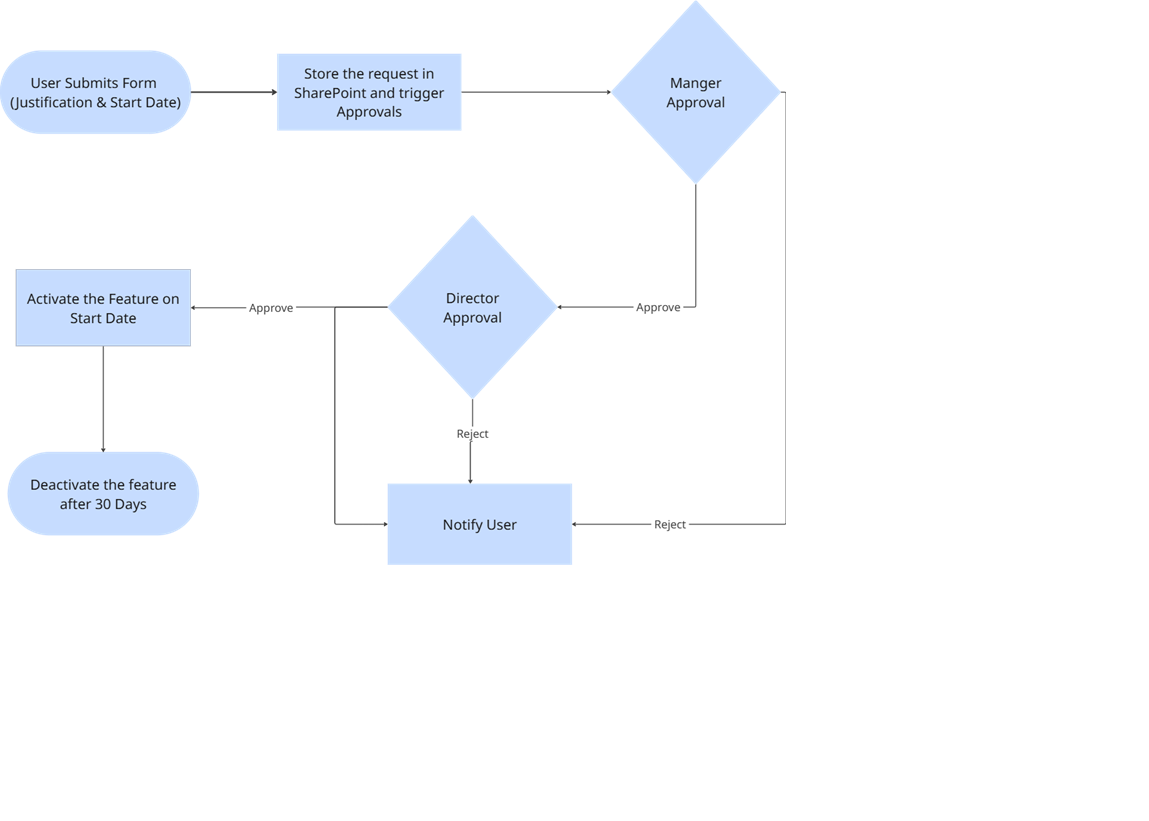 User Submits Form
(Justification & Start Date)
Store the request in
SharePoint and trigger
Approvals
Manger
Approval
Director
Approval
Approve
Approve
Activate the Feature on
Start Date
Reject
Deactivate the feature
after 30 Days
Notify User
Reject